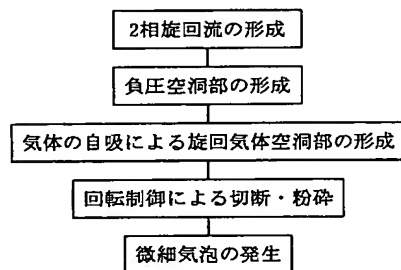 2相旋回流の形成
負圧空洞部の形成
気体の自吸による旋回気体空洞部の形成
回転制御による切断・粉砕
微細気泡の発生